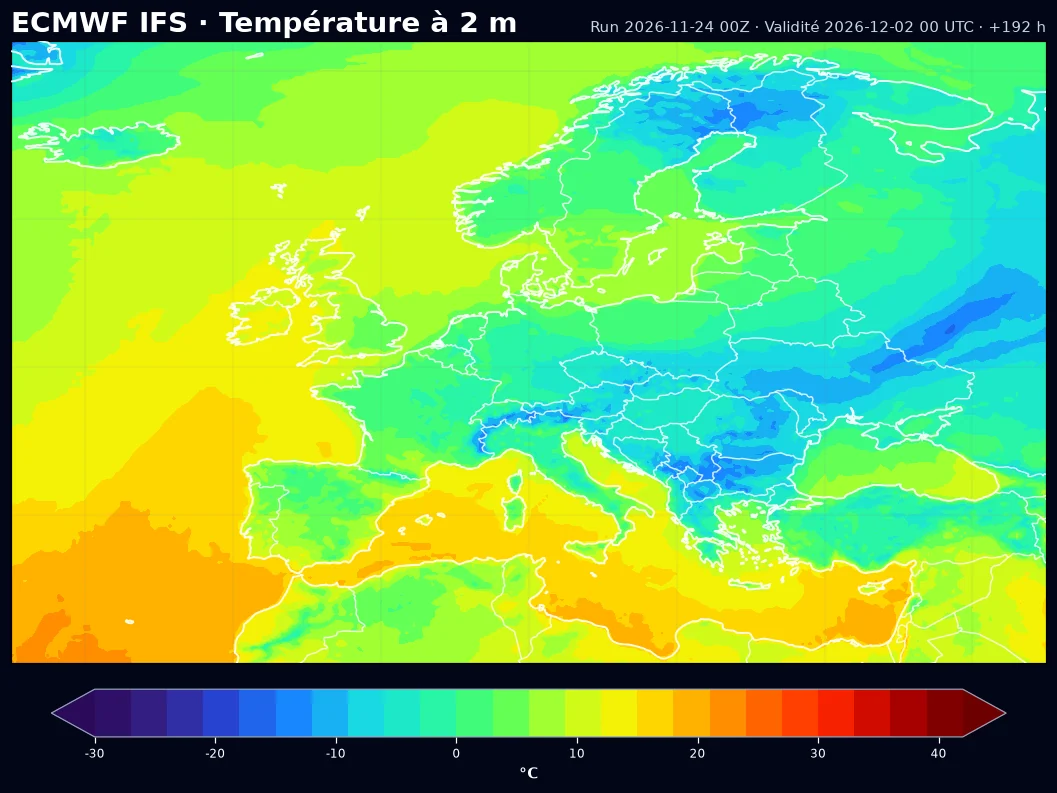 ECMWF IFS · Température à 2 m
Run 2026-11-24 00Z · Validité 2026-12-02 00 UTC · +192 h
-30 -20 -10 0 10 20 30 40
°C